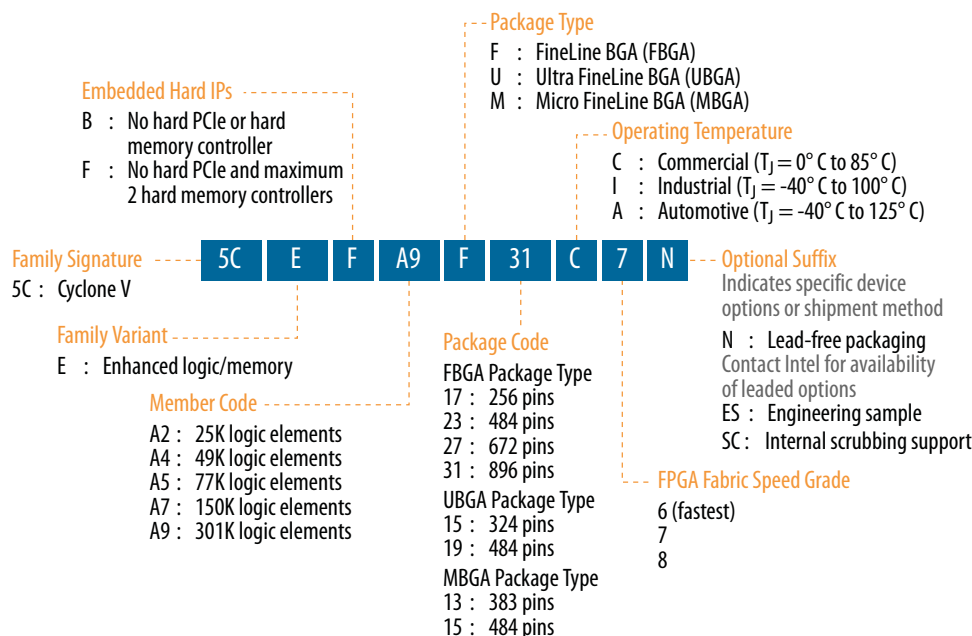 Package Type
F : FineLine BGA (FBGA)
U : Ultra FineLine BGA (UBGA)
M : Micro FineLine BGA (MBGA)
Embedded Hard IPs
B : No hard PCIe or hard
memory controller
F : No hard PCIe and maximum
2 hard memory controllers
Operating Temperature
C : Commercial (TJ = 0° C to 85° C)
I : Industrial (TJ = -40° C to 100° C)
A : Automotive (TJ = -40° C to 125° C)
Family Signature
5C : Cyclone V
5C E F A9 F 31 C 7 N
Optional Suffix
Indicates specific device
options or shipment method
N : Lead-free packaging
Contact Intel for availability
of leaded options
ES : Engineering sample
SC : Internal scrubbing support
Family Variant
E : Enhanced logic/memory
Member Code
A2 : 25K logic elements
A4 : 49K logic elements
A5 : 77K logic elements
A7 : 150K logic elements
A9 : 301K logic elements
Package Code
FBGA Package Type
17 : 256 pins
23 : 484 pins
27 : 672 pins
31 : 896 pins
UBGA Package Type
15 : 324 pins
19 : 484 pins
MBGA Package Type
13 : 383 pins
15 : 484 pins
FPGA Fabric Speed Grade
6 (fastest)
7
8